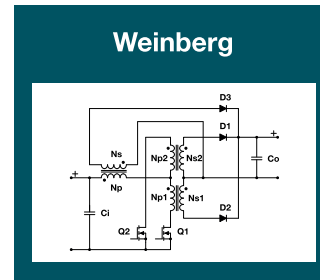 Weinberg
D3
D1
+
Ns
Np2
Ns2
Co
+
Np
Np1
Ns1
Ci
D2
Q2
Q1